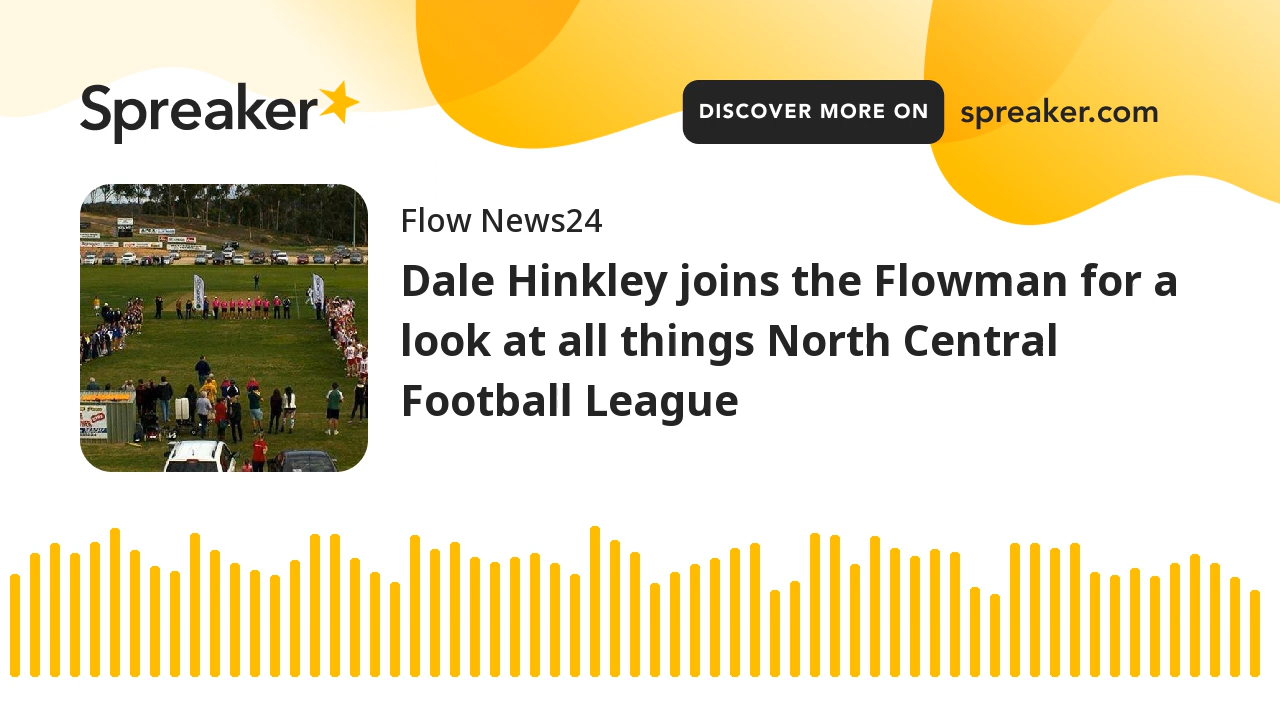 Spreaker
DISCOVER MORE ON
spreaker.com
Flow News24
Dale Hinkley joins the Flowman for a
look at all things North Central
Football League